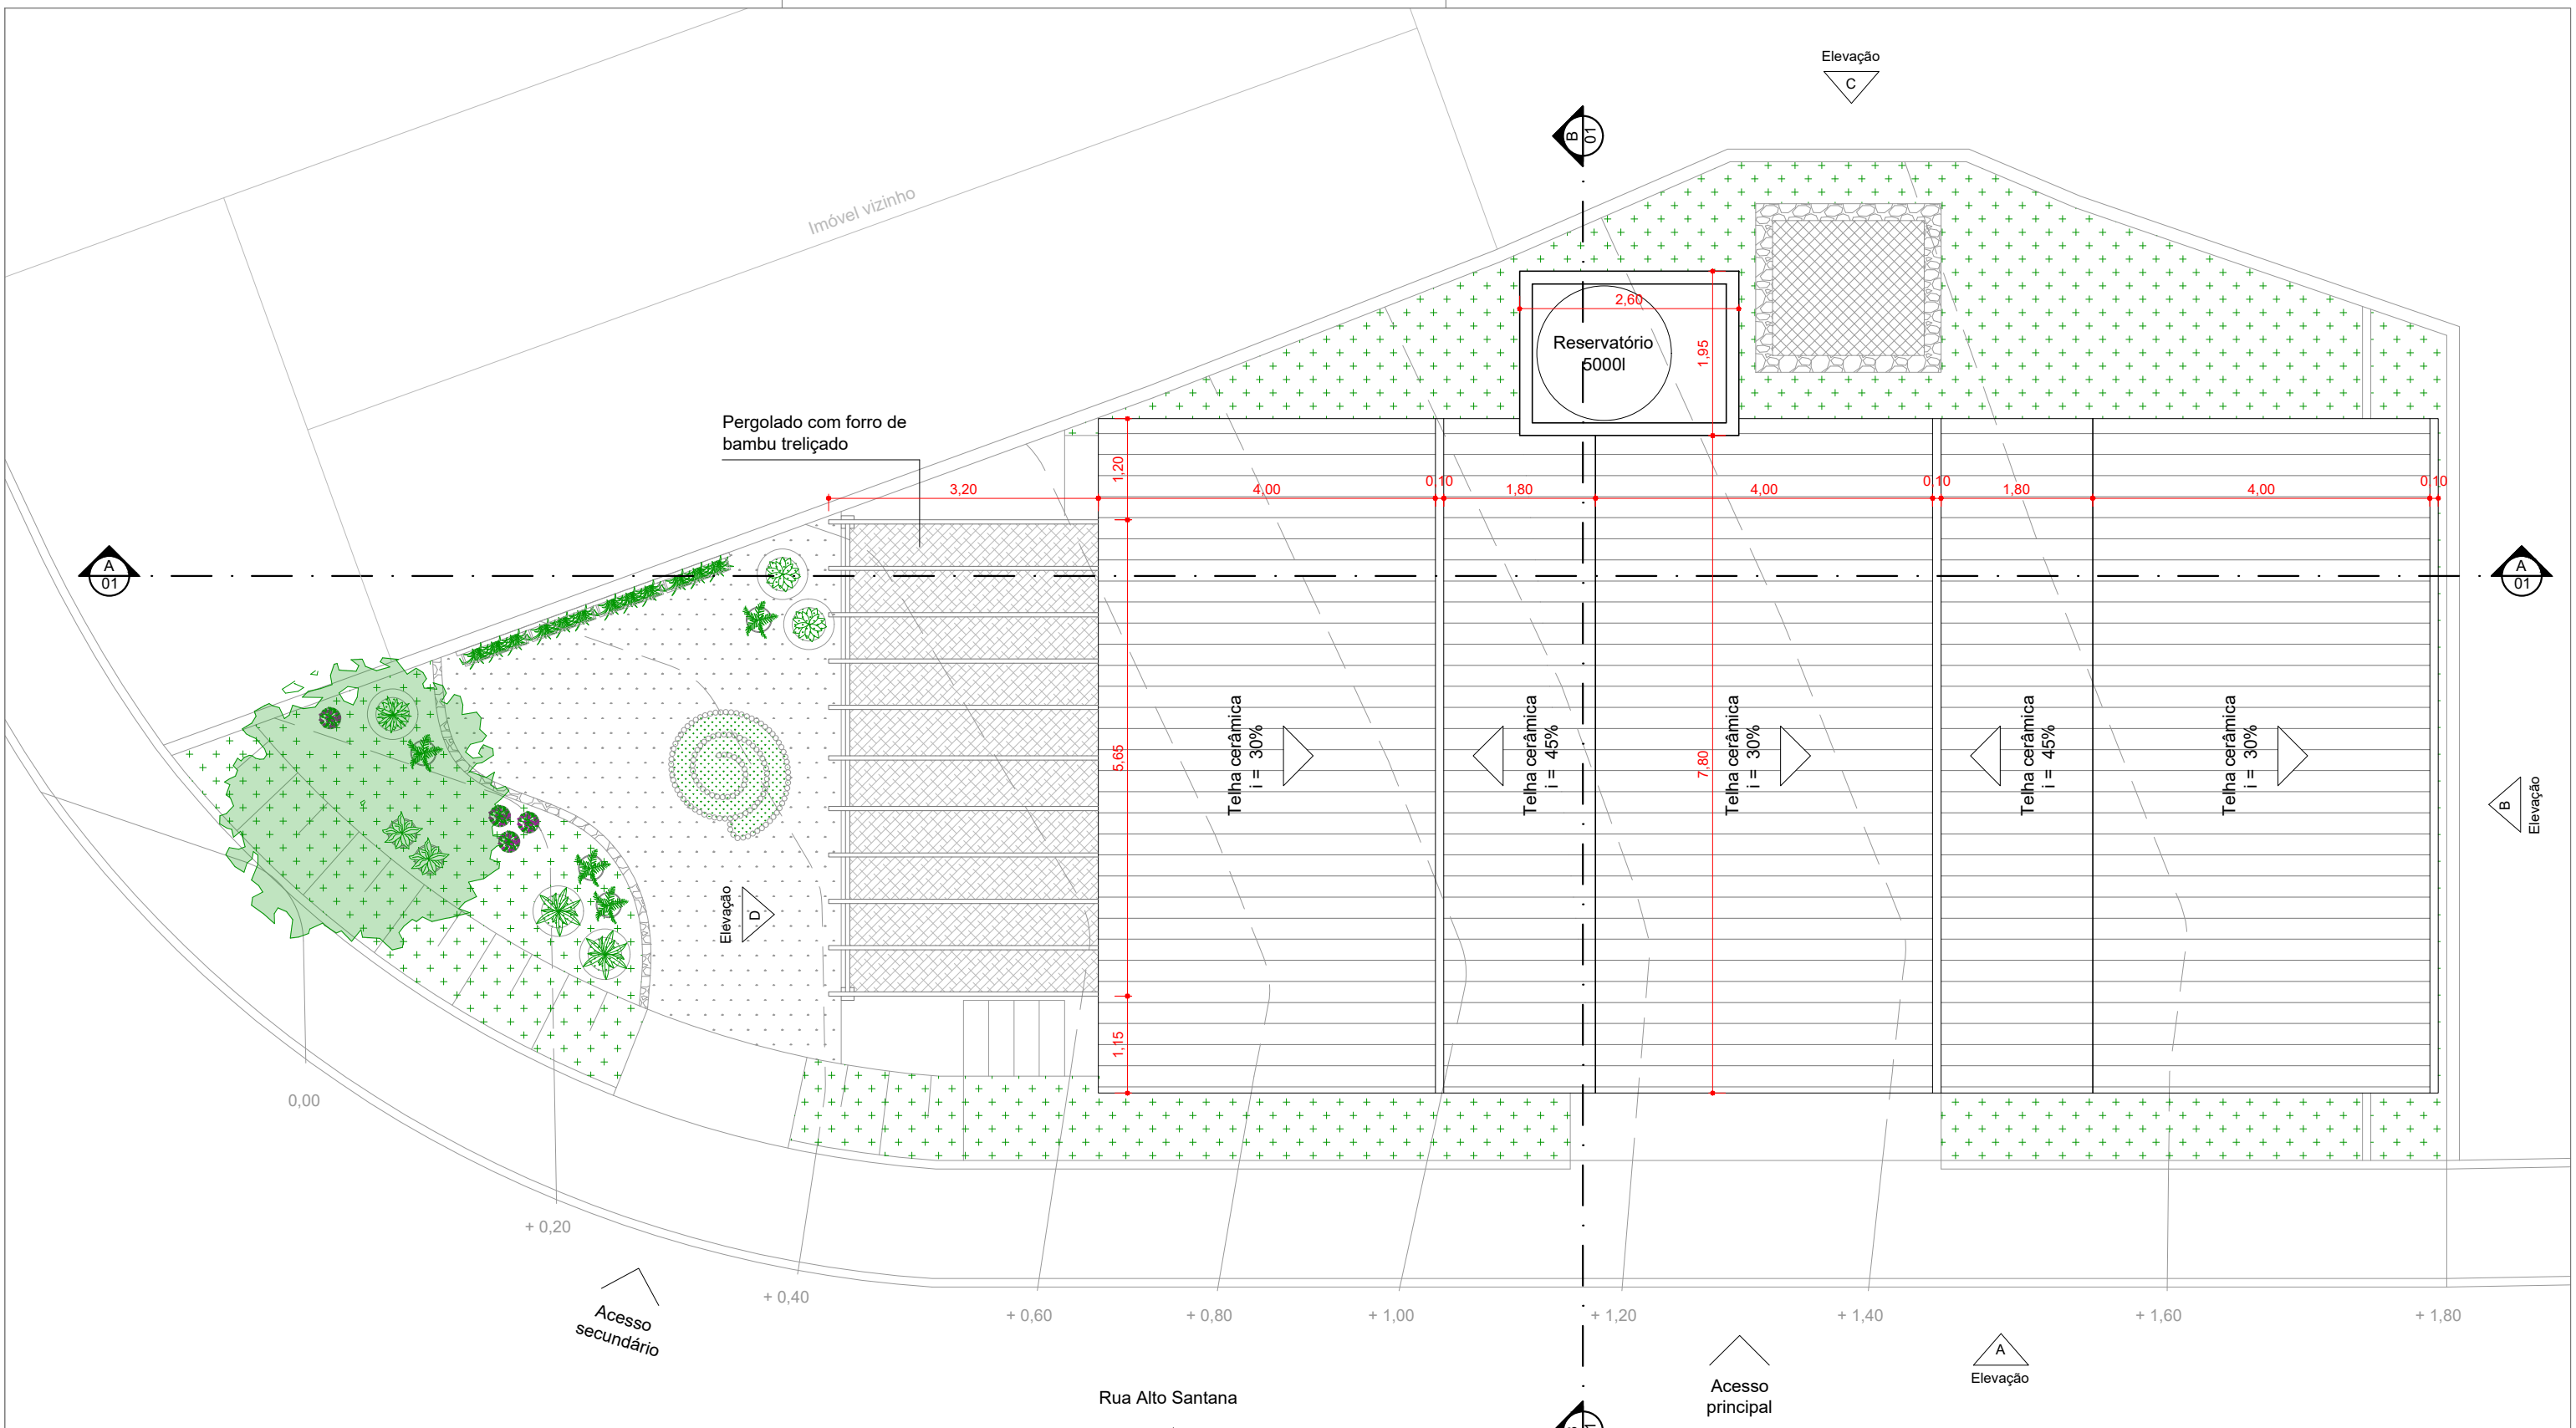 Elevação
C
B
01
Imóvel vizinho
2,60
Reservatório
5000l
1,95
Pergolado com forro de
bambu treliçado
1,20
3,20
4,00
0,10
1,80
4,00
0,10
1,80
4,00
0,10
A
01
A
01
Telha cerâmica
i = 30%
Telha cerâmica
i = 45%
Telha cerâmica
i = 30%
Telha cerâmica
i = 45%
Telha cerâmica
i = 30%
5,65
7,80
B
Elevação
Elevação
D
1,15
0,00
+ 0,20
+ 0,40
+ 0,60
+ 0,80
+ 1,00
+ 1,20
+ 1,40
+ 1,60
+ 1,80
Acesso
secundário
A
Elevação
Acesso
principal
Rua Alto Santana